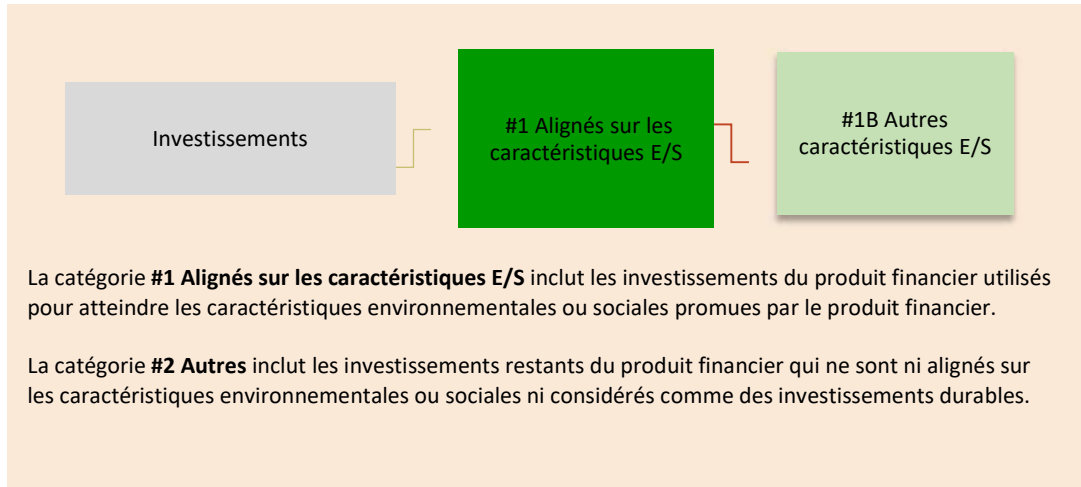 Investissements
#1 Alignés sur les
caractéristiques E/S
#1B Autres
caractéristiques E/S
La catégorie #1 Alignés sur les caractéristiques E/S inclut les investissements du produit financier utilisés
pour atteindre les caractéristiques environnementales ou sociales promues par le produit financier.
La catégorie #2 Autres inclut les investissements restants du produit financier qui ne sont ni alignés sur
les caractéristiques environnementales ou sociales ni considérés comme des investissements durables.